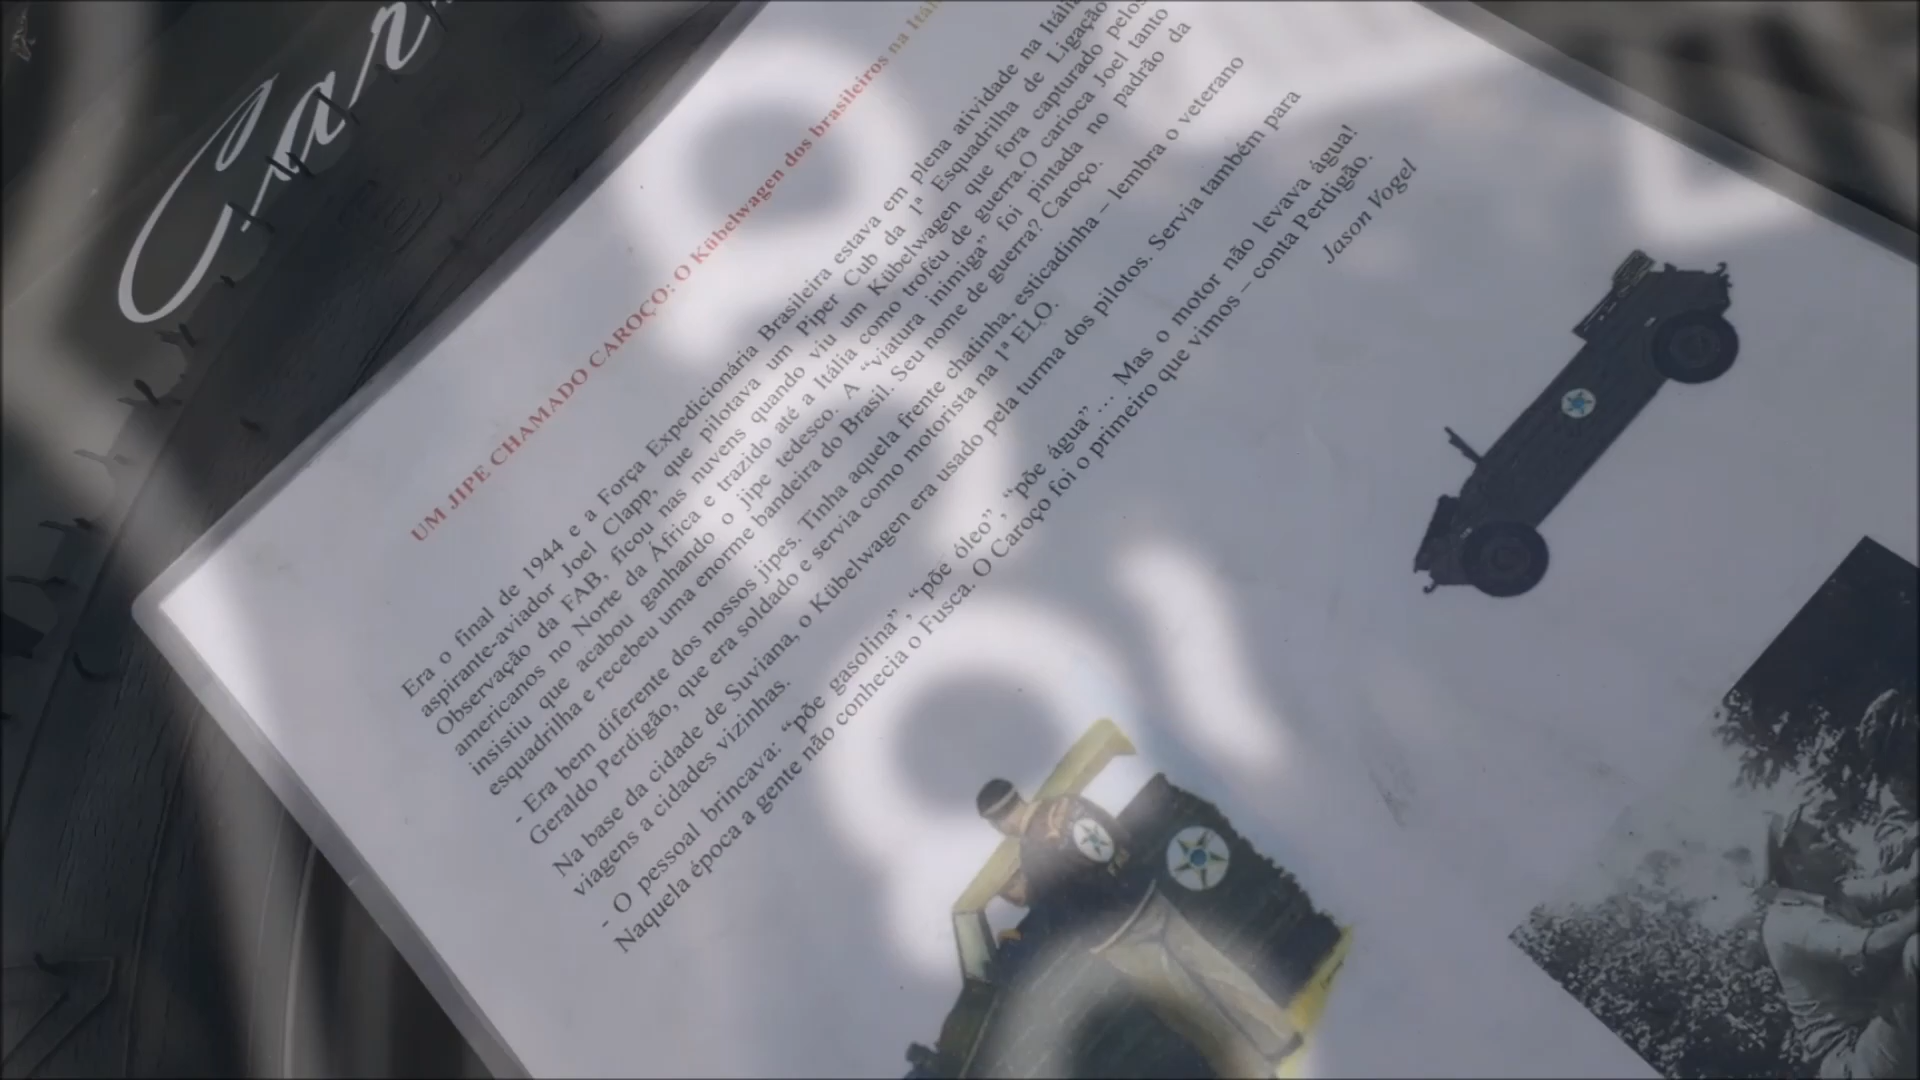 Car
UM JIPE CHAMADO CAROÇO: O Kübelwagen dos brasileiros na Itál
Era o final de 1944 e a Força Expedicionária Brasileira estava em plena atividade na Itália
aspirante-aviador Joel Clapp, que pilotava um Piper Cub da 1ª Esquadrilha de Ligação
Observação da FAB, ficou nas nuvens quando viu um Kübelwagen que fora capturado pelos
americanos no Norte da África e trazido até a Itália como troféu de guerra.O carioca Joel tanto
insistiu que acabou ganhando o jipe tedesco. A “viatura inimiga” foi pintada no padrão da
esquadrilha e recebeu uma enorme bandeira do Brasil. Seu nome de guerra? Caroço.
- Era bem diferente dos nossos jipes. Tinha aquela frente chatinha, esticadinha – lembra o veterano
Geraldo Perdigão, que era soldado e servia como motorista na 1ª ELO.
Na base da cidade de Suviana, o Kübelwagen era usado pela turma dos pilotos. Servia também para
viagens a cidades vizinhas.
- O pessoal brincava: “põe gasolina”, “põe óleo”, “põe água”... Mas o motor não levava água!
Naquela época a gente não conhecia o Fusca. O Caroço foi o primeiro que vimos – conta Perdigão.
Jason Vogel